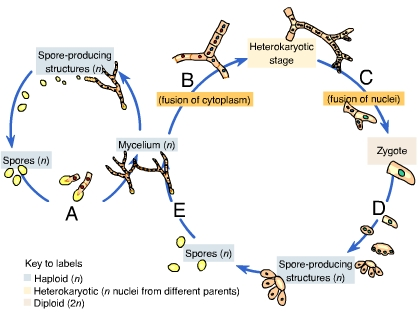 Heterokaryotic
stage
B
C
Spore-producing
structures (n)
(fusion of cytoplasm)
(fusion of nuclei)
Mycelium (n)
Zygote
Spores (n)
A
E
D
Spores (n)
Spore-producing
structures (n)
Key to labels
Haploid (n)
Heterokaryotic (n nuclei from different parents)
Diploid (2n)